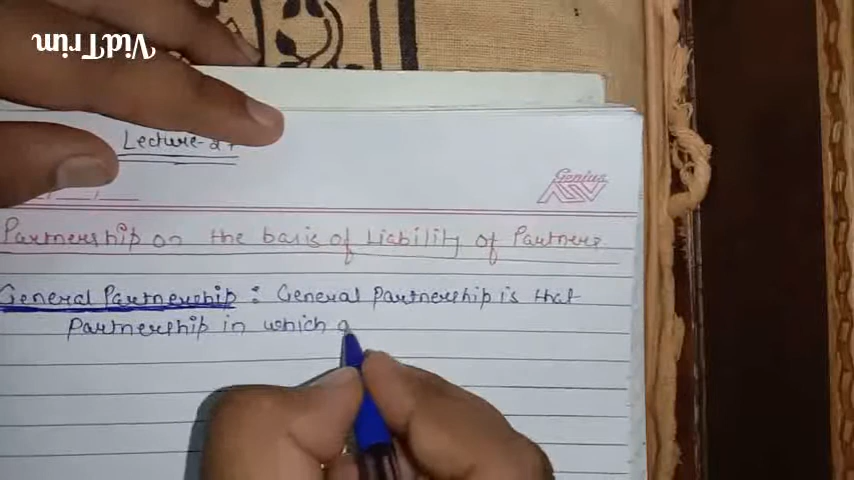 VidTrim
Lecture-27
Genius
Partnership on the basis of Liability of Partners
General Partnership : General Partnership is that
Partnership in which a